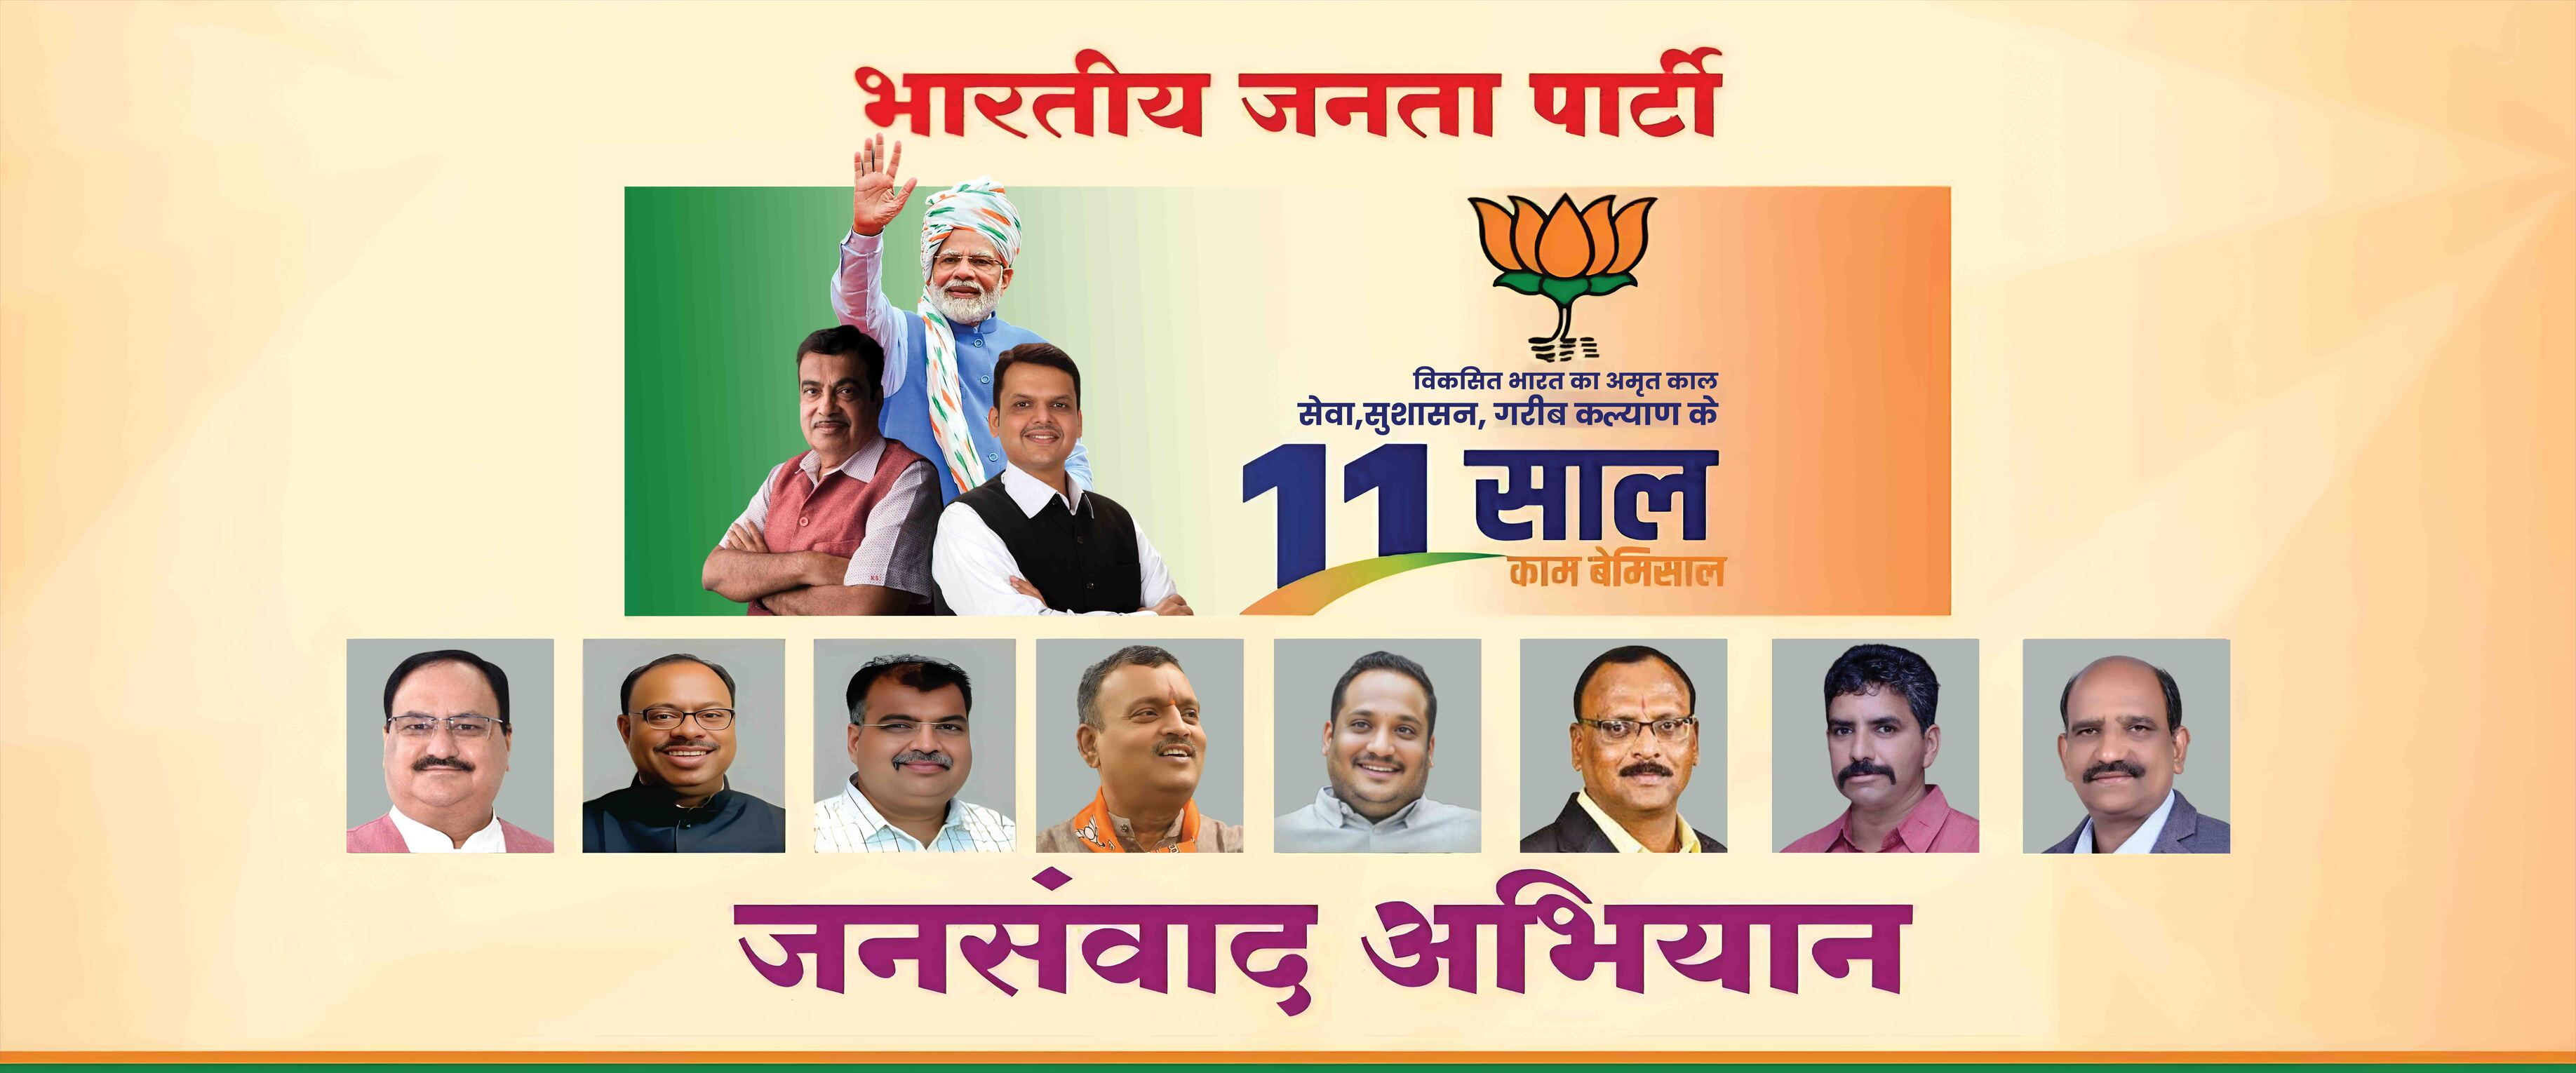 भारतीय जनता पार्टी
विकसित भारत का अमृत काल
सेवा,सुशासन, गरीब कल्याण के
11 साल
काम बेमिसाल
जनसंवाद अभियान